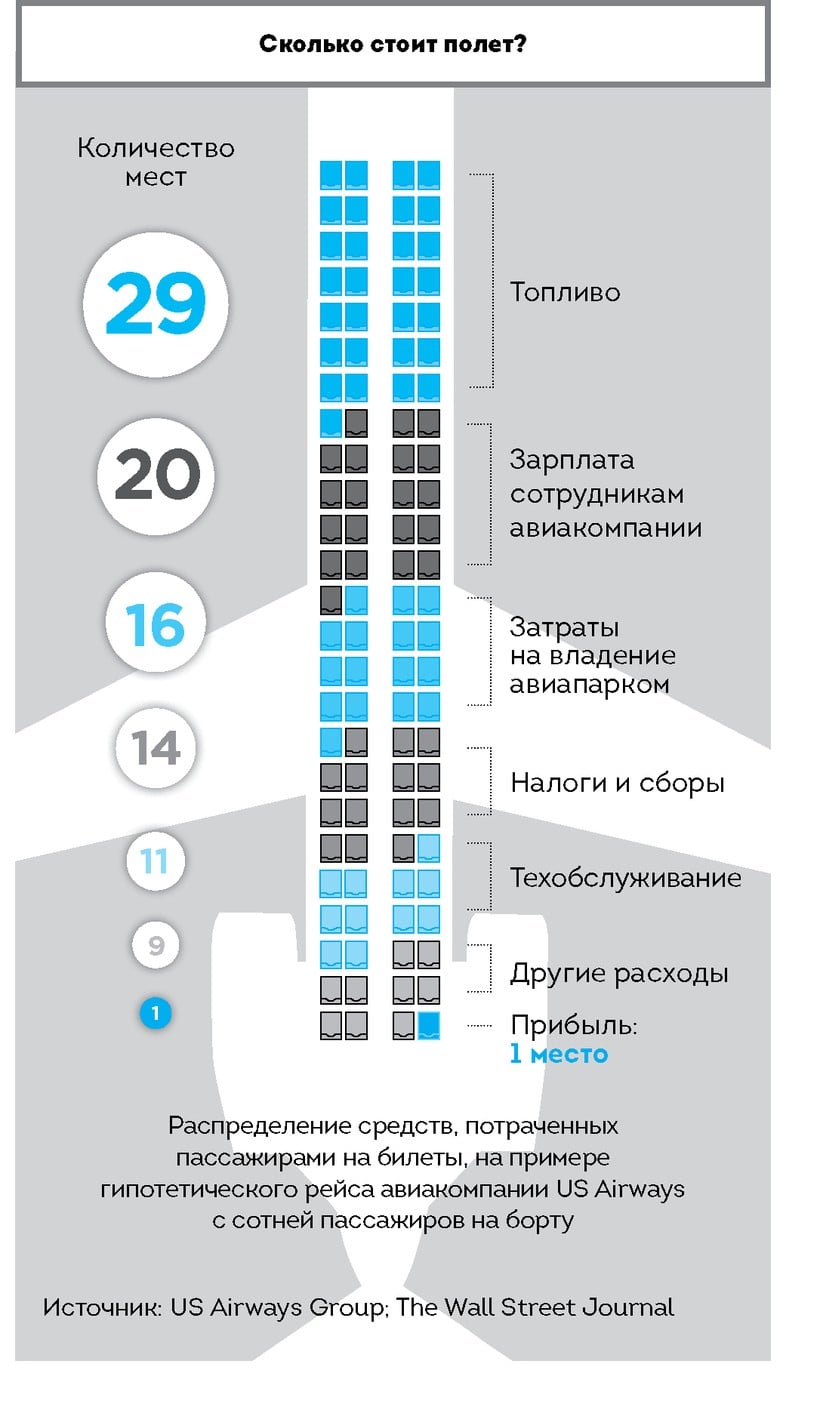 Сколько стоит полет?
Количество
мест
29
Топливо
20
Зарплата
сотрудникам
авиакомпании
16
Затраты
на владение
авиапарком
14
Налоги и сборы
11
Техобслуживание
9
Другие расходы
1
Прибыль:
1 место
Распределение средств, потраченных
пассажирами на билеты, на примере
гипотетического рейса авиакомпании US Airways
с сотней пассажиров на борту
Источник: US Airways Group; The Wall Street Journal